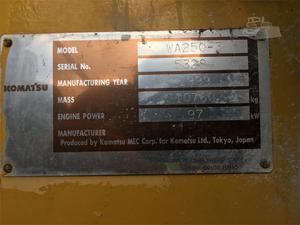 MODEL WA250-3
SERIAL No.
MANUFACTURING YEAR
KOMATSU
MASS kg
ENGINE POWER 97 kW
MANUFACTURER
Produced by Komatsu MEC Corp. for Komatsu Ltd., Tokyo, Japan